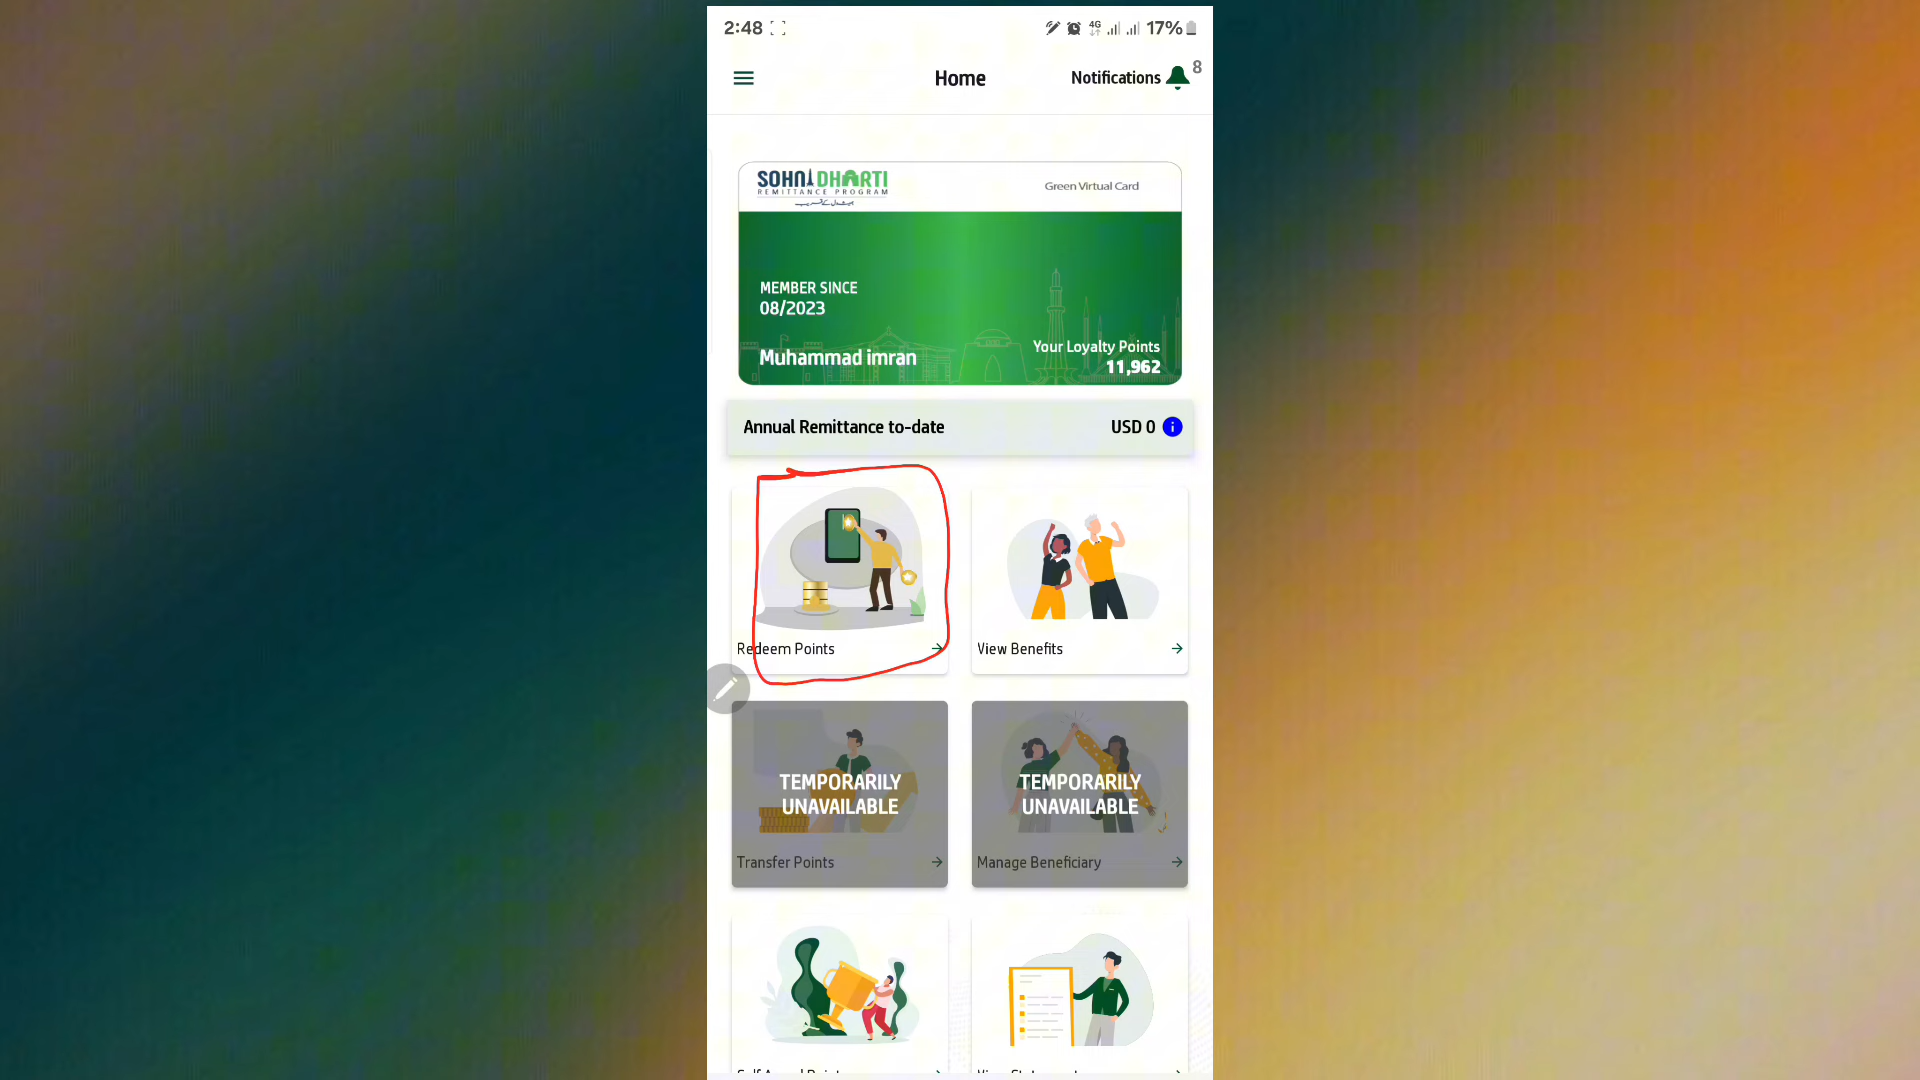 2:48
4G
17%
Home
Notifications
8
SOHNI DHARTI
REMITTANCE PROGRAM
Green Virtual Card
MEMBER SINCE
08/2023
Muhammad imran
Your Loyalty Points
11,962
Annual Remittance to-date
USD 0
Redeem Points
View Benefits
TEMPORARILY
UNAVAILABLE
Transfer Points
TEMPORARILY
UNAVAILABLE
Manage Beneficiary